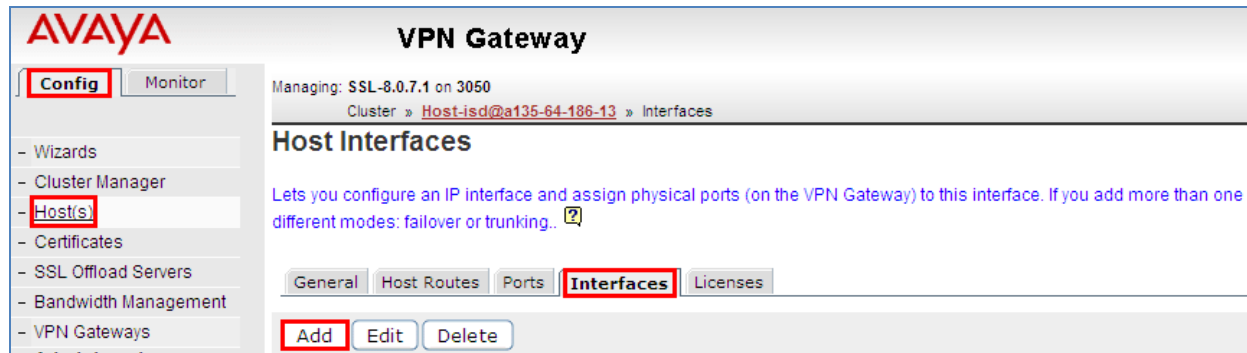 AVAYA
VPN Gateway
Config
Monitor
Managing: SSL-8.0.7.1 on 3050
Cluster » Host-isd@a135-64-186-13 » Interfaces
Host Interfaces
Lets you configure an IP interface and assign physical ports (on the VPN Gateway) to this interface. If you add more than one
different modes: failover or trunking.. ?
– Wizards
– Cluster Manager
– Host(s)
– Certificates
– SSL Offload Servers
– Bandwidth Management
– VPN Gateways
General
Host Routes
Ports
Interfaces
Licenses
Add
Edit
Delete